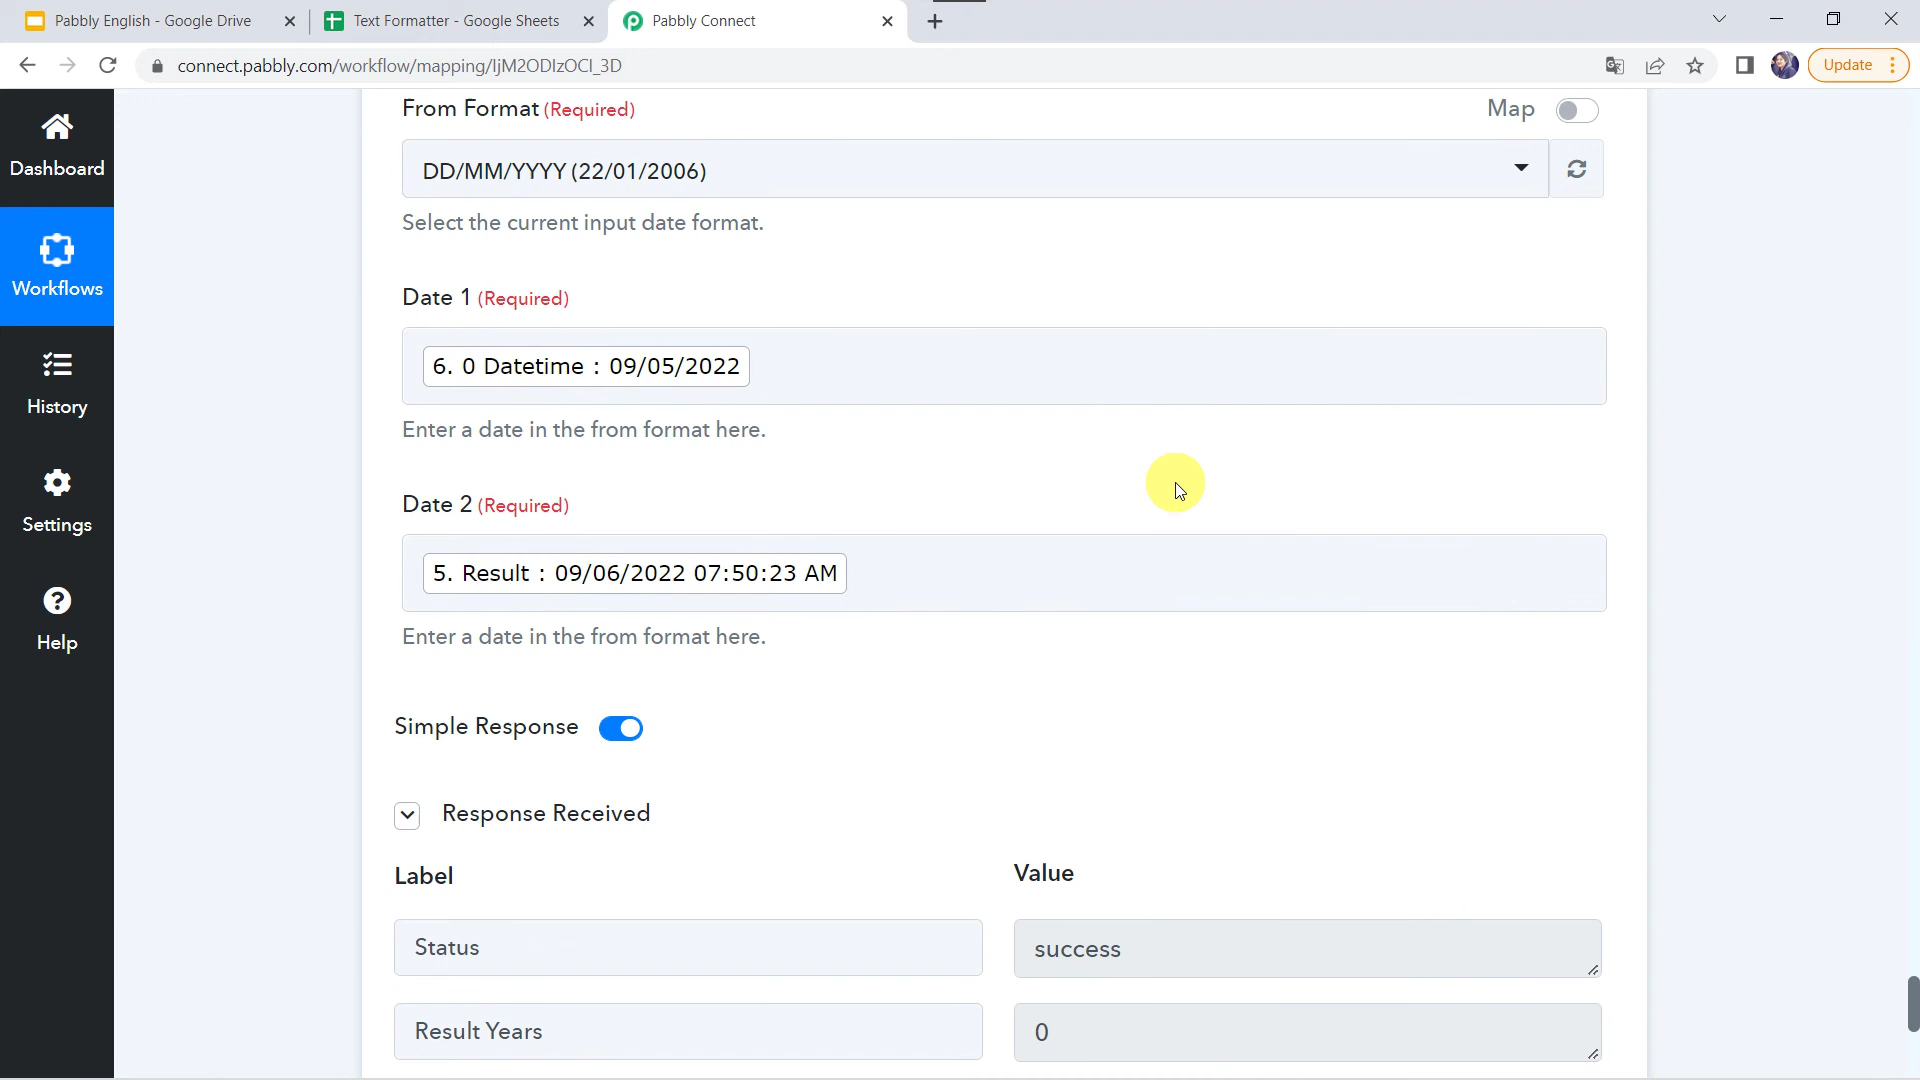 Pabbly English - Google Drive
Text Formatter - Google Sheets
Pabbly Connect
connect.pabbly.com/workflow/mapping/IjM2ODIzOCI_3D
Update
Dashboard
Workflows
History
Settings
Help
From Format (Required)
Map
DD/MM/YYYY (22/01/2006)
Select the current input date format.
Date 1 (Required)
6. 0 Datetime : 09/05/2022
Enter a date in the from format here.
Date 2 (Required)
5. Result : 09/06/2022 07:50:23 AM
Enter a date in the from format here.
Simple Response
Response Received
Label
Value
Status
success
Result Years
0